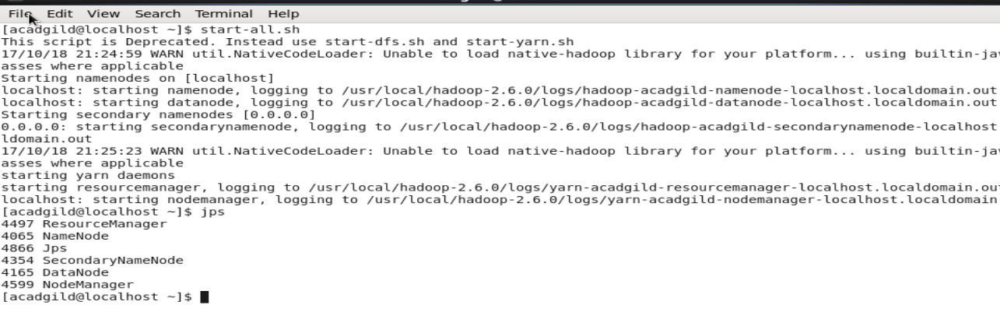 File Edit View Search Terminal Help
[acadgild@localhost ~]$ start-all.sh
This script is Deprecated. Instead use start-dfs.sh and start-yarn.sh
17/10/18 21:24:59 WARN util.NativeCodeLoader: Unable to load native-hadoop library for your platform... using builtin-ja
asses where applicable
Starting namenodes on [localhost]
localhost: starting namenode, logging to /usr/local/hadoop-2.6.0/logs/hadoop-acadgild-namenode-localhost.localdomain.out
localhost: starting datanode, logging to /usr/local/hadoop-2.6.0/logs/hadoop-acadgild-datanode-localhost.localdomain.out
Starting secondary namenodes [0.0.0.0]
0.0.0.0: starting secondarynamenode, logging to /usr/local/hadoop-2.6.0/logs/hadoop-acadgild-secondarynamenode-localhost
ldomain.out
17/10/18 21:25:23 WARN util.NativeCodeLoader: Unable to load native-hadoop library for your platform... using builtin-ja
asses where applicable
starting yarn daemons
starting resourcemanager, logging to /usr/local/hadoop-2.6.0/logs/yarn-acadgild-resourcemanager-localhost.localdomain.ou
localhost: starting nodemanager, logging to /usr/local/hadoop-2.6.0/logs/yarn-acadgild-nodemanager-localhost.localdomain
[acadgild@localhost ~]$ jps
4497 ResourceManager
4065 NameNode
4866 Jps
4354 SecondaryNameNode
4165 DataNode
4599 NodeManager
[acadgild@localhost ~]$